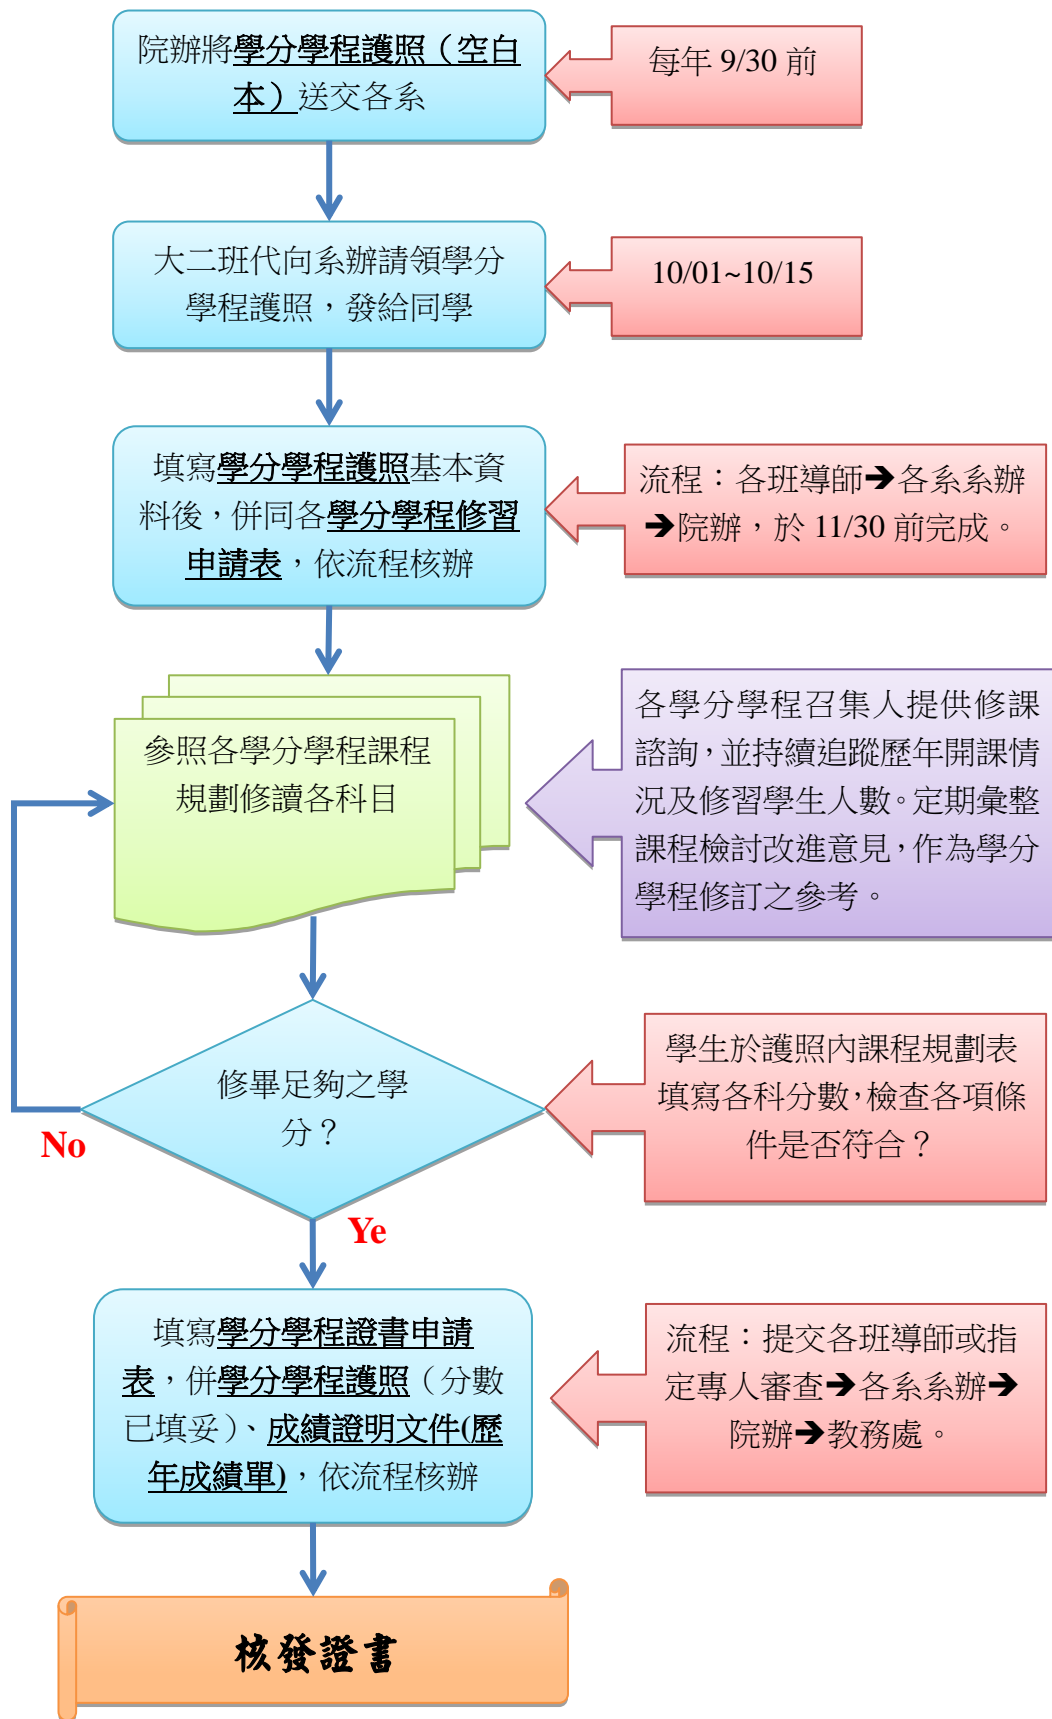 院辦將學分學程護照（空白
本）送交各系
每年 9/30 前
大二班代向系辦請領學分
學程護照，發給同學
10/01~10/15
填寫學分學程護照基本資
料後，併同各學分學程修習
申請表，依流程核辦
流程：各班導師➔各系系辦
➔院辦，於 11/30 前完成。
參照各學分學程課程
規劃修讀各科目
各學分學程召集人提供修課
諮詢，並持續追蹤歷年開課情
況及修習學生人數。定期彙整
課程檢討改進意見，作為學分
學程修訂之參考。
修畢足夠之學
分？
學生於護照內課程規劃表
填寫各科分數，檢查各項條
件是否符合？
No
Ye
填寫學分學程證書申請
表，併學分學程護照（分數
已填妥）、成績證明文件(歷
年成績單)，依流程核辦
流程：提交各班導師或指
定專人審查➔各系系辦➔
院辦➔教務處。
核發證書